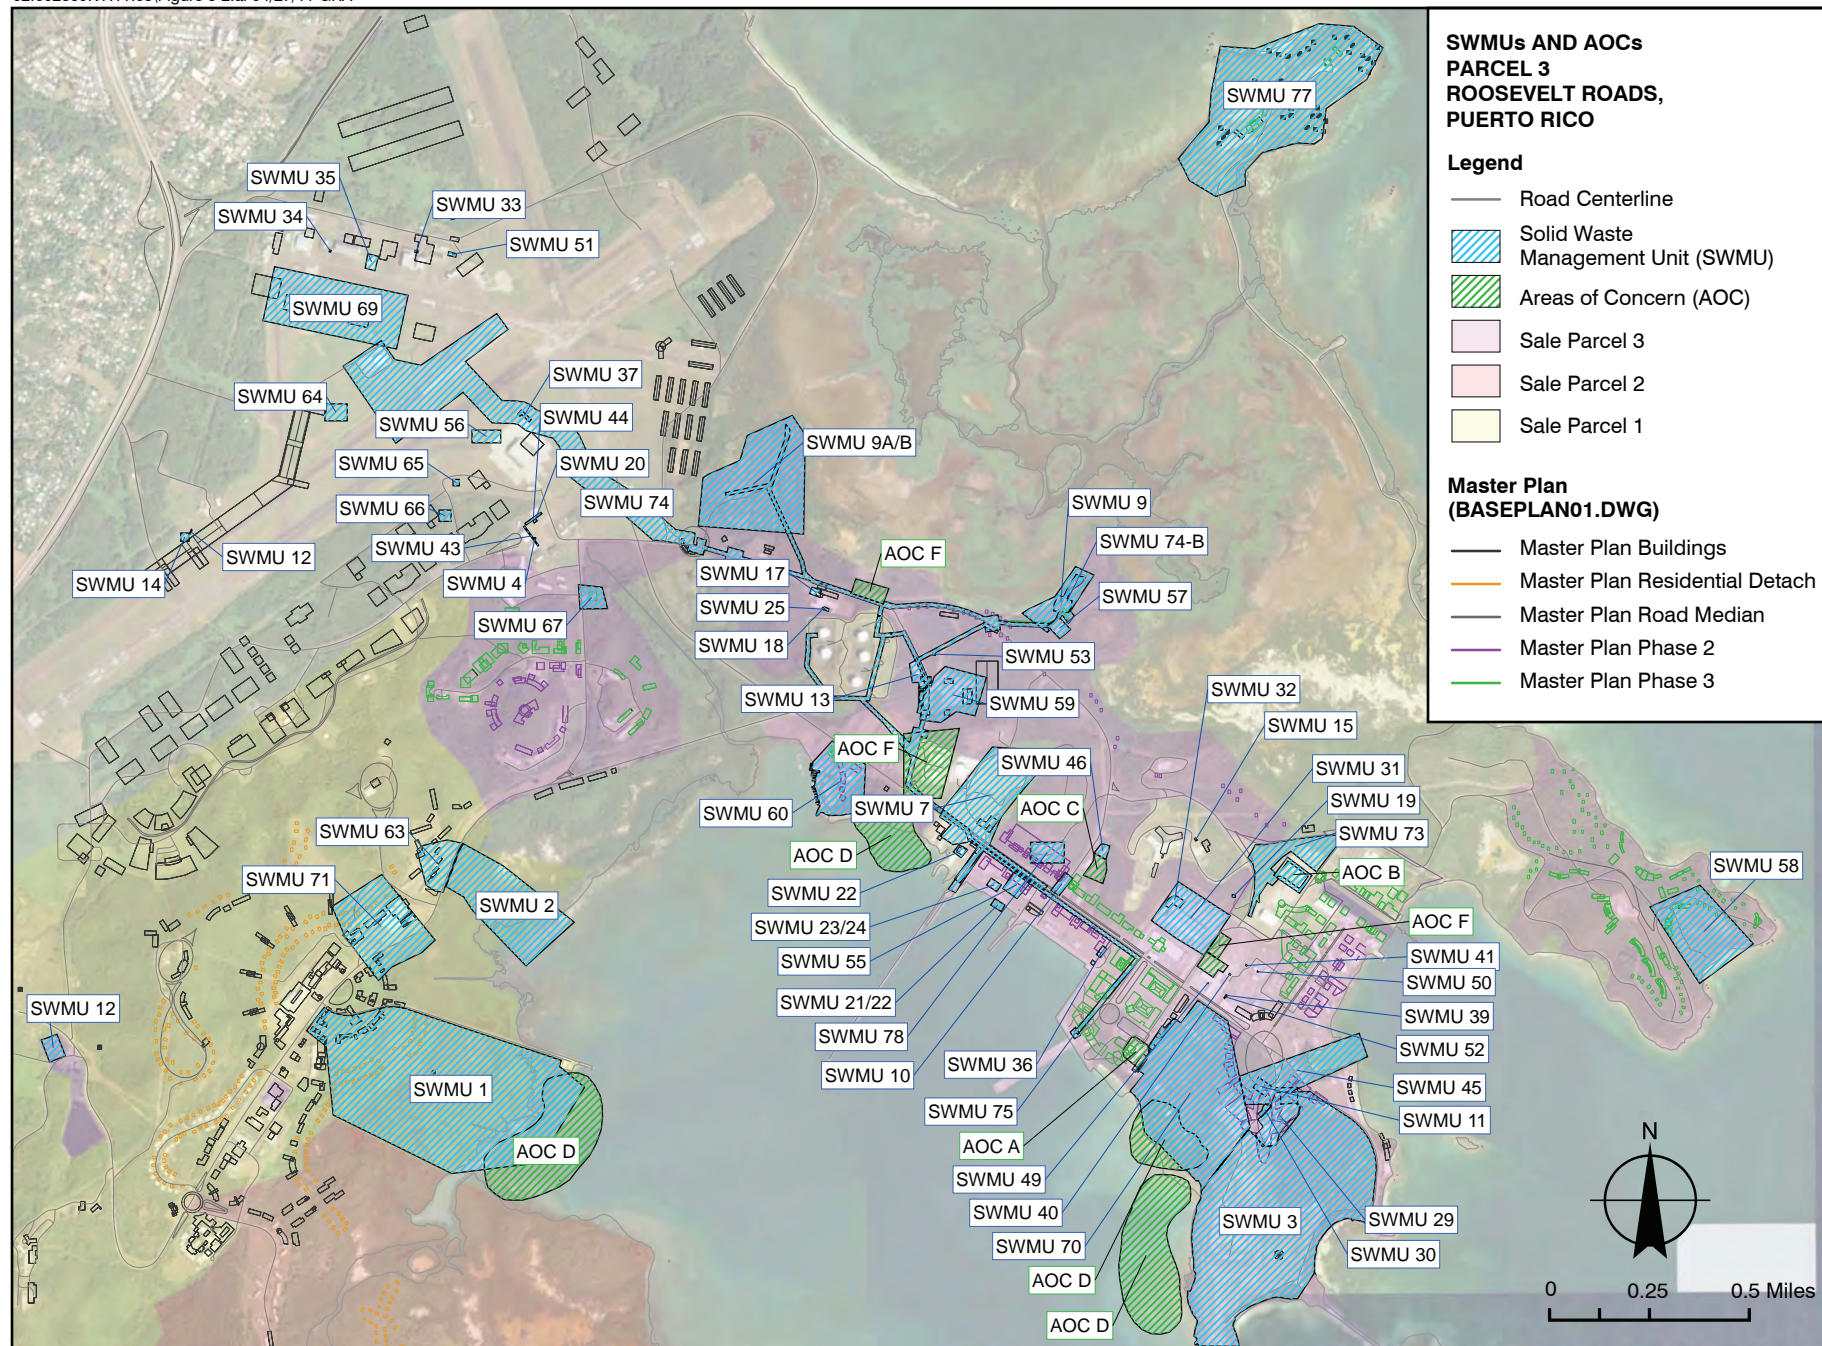 SWMUs AND AOCs
PARCEL 3
ROOSEVELT ROADS,
PUERTO RICO
Legend
Road Centerline
Solid Waste
Management Unit (SWMU)
Areas of Concern (AOC)
Sale Parcel 3
Sale Parcel 2
Sale Parcel 1
Master Plan
(BASEPLAN01.DWG)
Master Plan Buildings
Master Plan Residential Detach
Master Plan Road Median
Master Plan Phase 2
Master Plan Phase 3
SWMU 77
SWMU 35
SWMU 34
SWMU 33
SWMU 51
SWMU 69
SWMU 37
SWMU 64
SWMU 44
SWMU 56
SWMU 9A/B
SWMU 65
SWMU 20
SWMU 74
SWMU 9
SWMU 66
SWMU 43
SWMU 74-B
SWMU 12
SWMU 14
SWMU 4
AOC F
SWMU 17
SWMU 57
SWMU 25
SWMU 67
SWMU 18
SWMU 53
SWMU 32
SWMU 13
SWMU 59
SWMU 15
AOC F
SWMU 46
SWMU 31
SWMU 7
SWMU 60
AOC C
SWMU 19
SWMU 63
SWMU 73
AOC D
AOC B
SWMU 58
SWMU 71
SWMU 22
SWMU 2
SWMU 23/24
AOC F
SWMU 55
SWMU 41
SWMU 50
SWMU 12
SWMU 21/22
SWMU 39
SWMU 78
SWMU 52
SWMU 36
SWMU 10
SWMU 1
SWMU 45
SWMU 75
SWMU 11
AOC A
AOC D
SWMU 49
SWMU 40
SWMU 3
SWMU 29
SWMU 70
SWMU 30
AOC D
AOC D
N
0 0.25 0.5 Miles